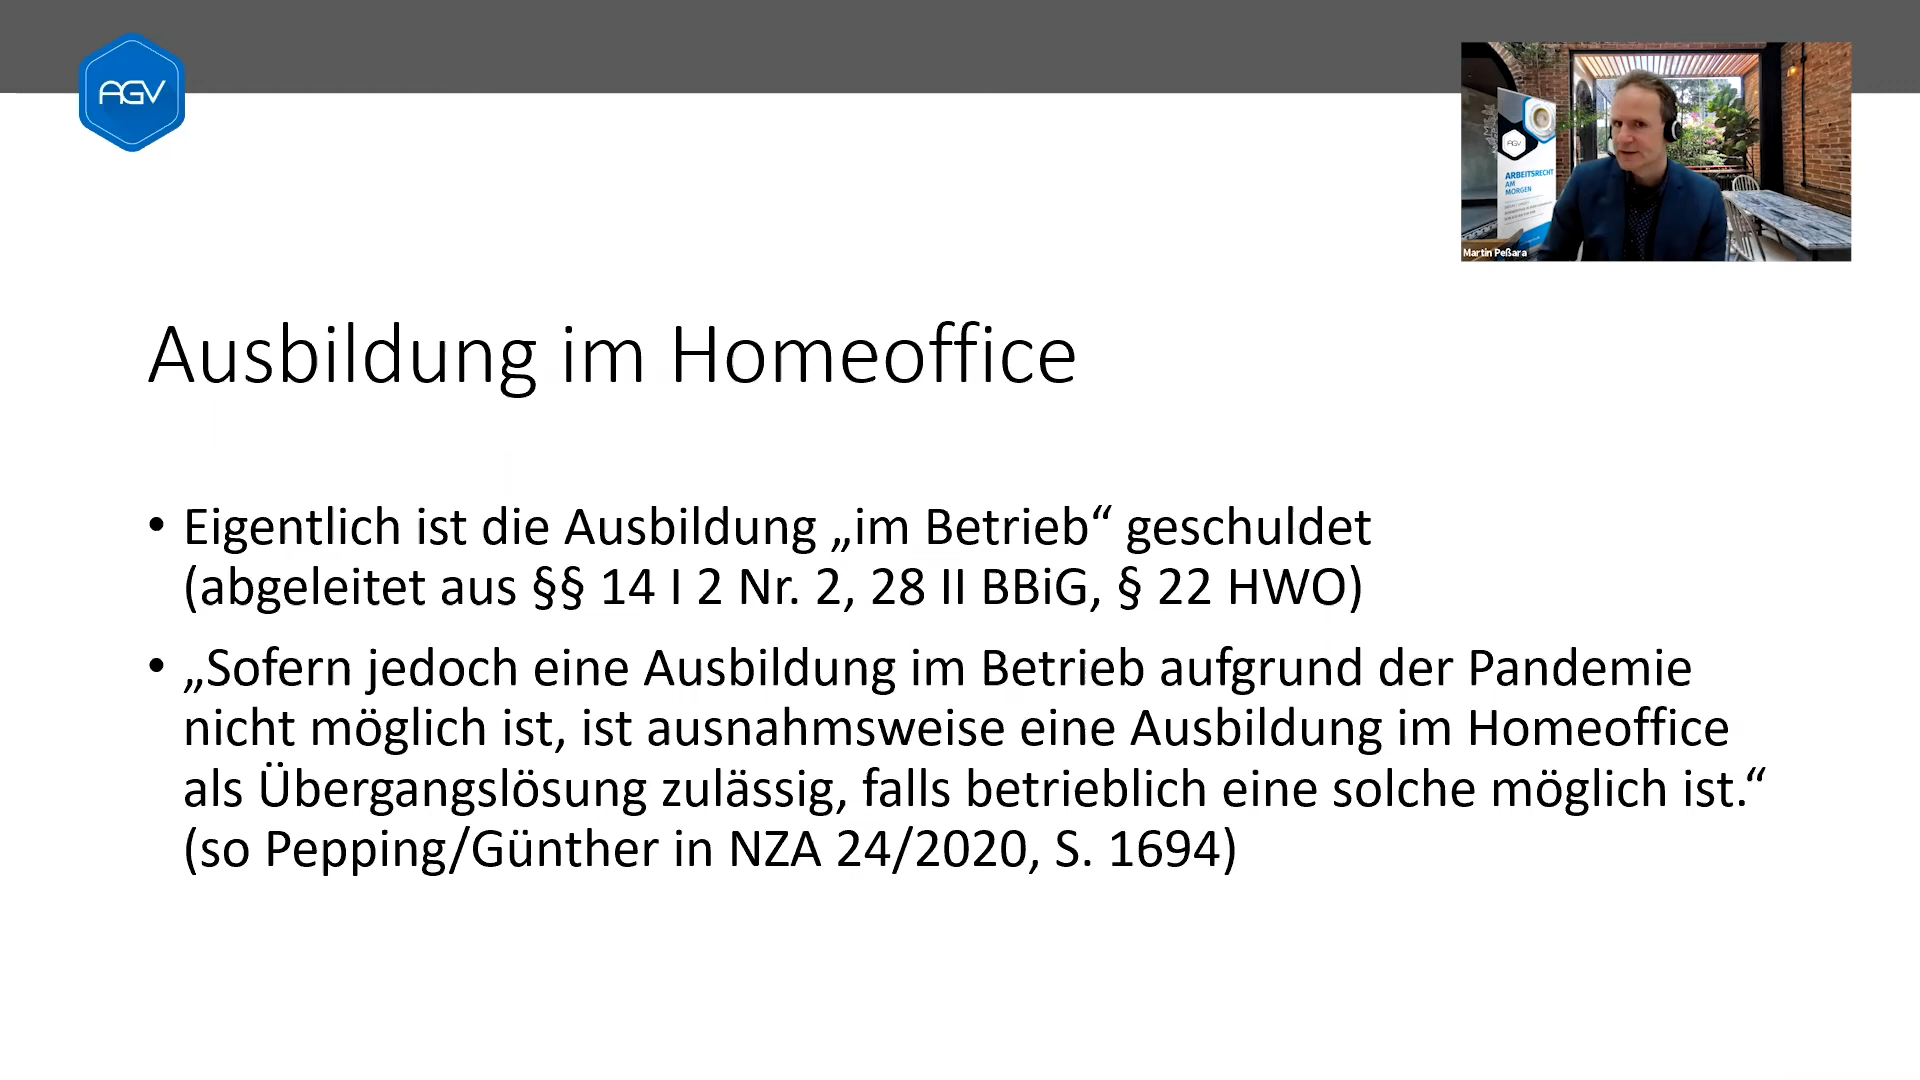 AGV
AGV
ARBEITSRECHT
AM
MORGEN
Martin Peßara
Ausbildung im Homeoffice
• Eigentlich ist die Ausbildung „im Betrieb“ geschuldet
(abgeleitet aus §§ 14 I 2 Nr. 2, 28 II BBiG, § 22 HWO)
• „Sofern jedoch eine Ausbildung im Betrieb aufgrund der Pandemie
nicht möglich ist, ist ausnahmsweise eine Ausbildung im Homeoffice
als Übergangslösung zulässig, falls betrieblich eine solche möglich ist.“
(so Pepping/Günther in NZA 24/2020, S. 1694)